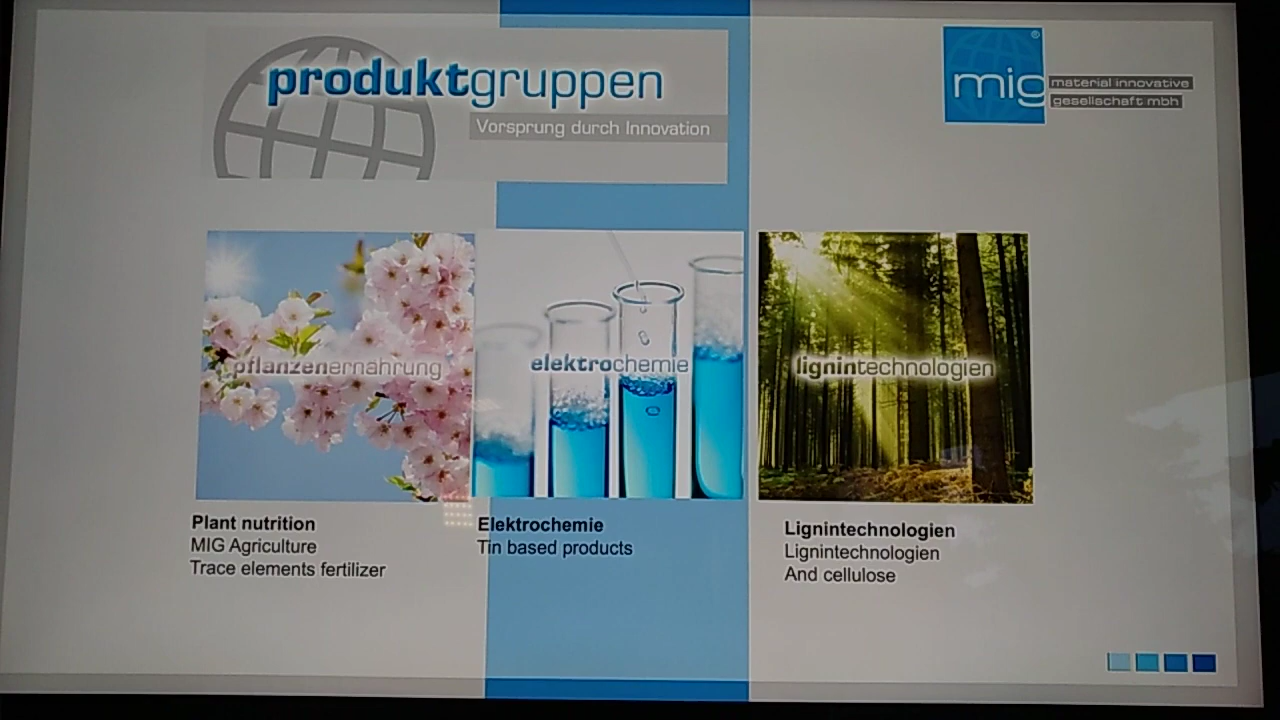 produktgruppen
Vorsprung durch Innovation
mig®
material innovative
gesellschaft mbh
pflanzenernährung
elektrochemie
lignintechnologien
Plant nutrition
MIG Agriculture
Trace elements fertilizer
Elektrochemie
Tin based products
Lignintechnologien
Lignintechnologien
And cellulose